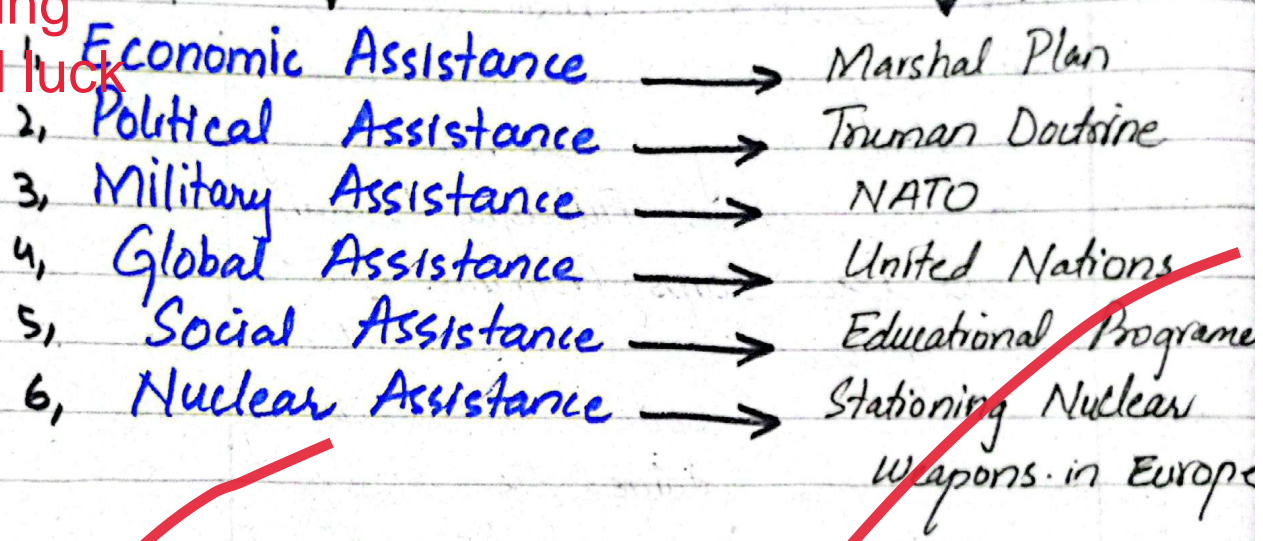 ing
1, Economic Assistance → Marshal Plan
l luck
2, Political Assistance → Truman Doctrine
3, Military Assistance → NATO
4, Global Assistance → United Nations
5, Social Assistance → Educational Programe
6, Nuclear Assistance → Stationing Nuclear
Weapons in Europe